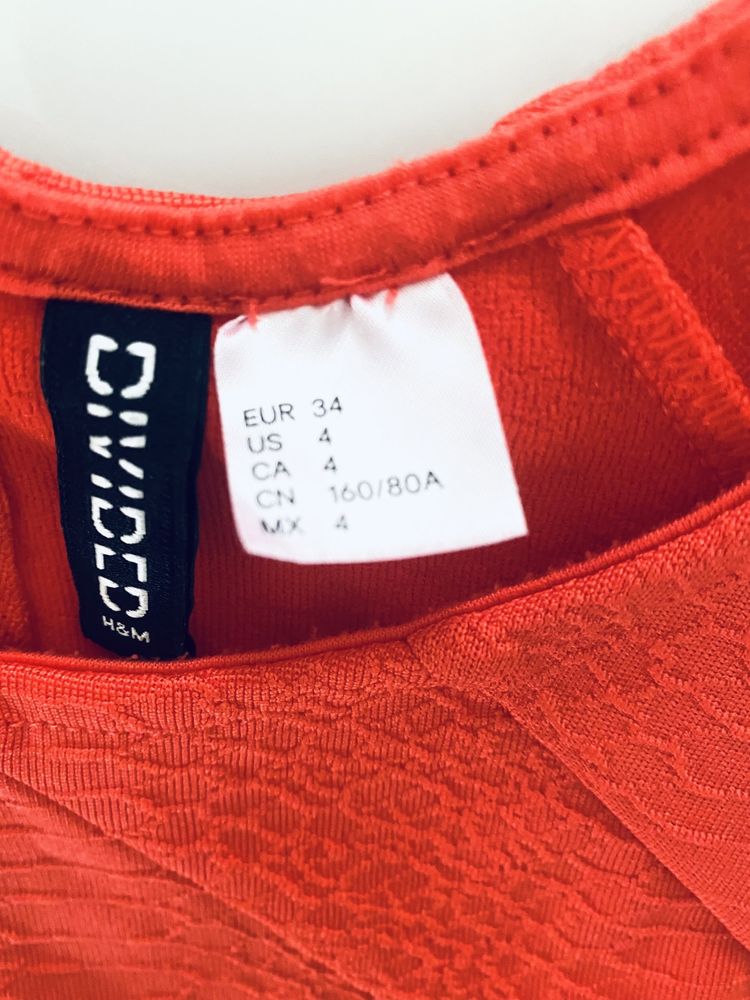 DIVIDED
H&M
EUR 34
US 4
CA 4
CN 160/80A
MX 4